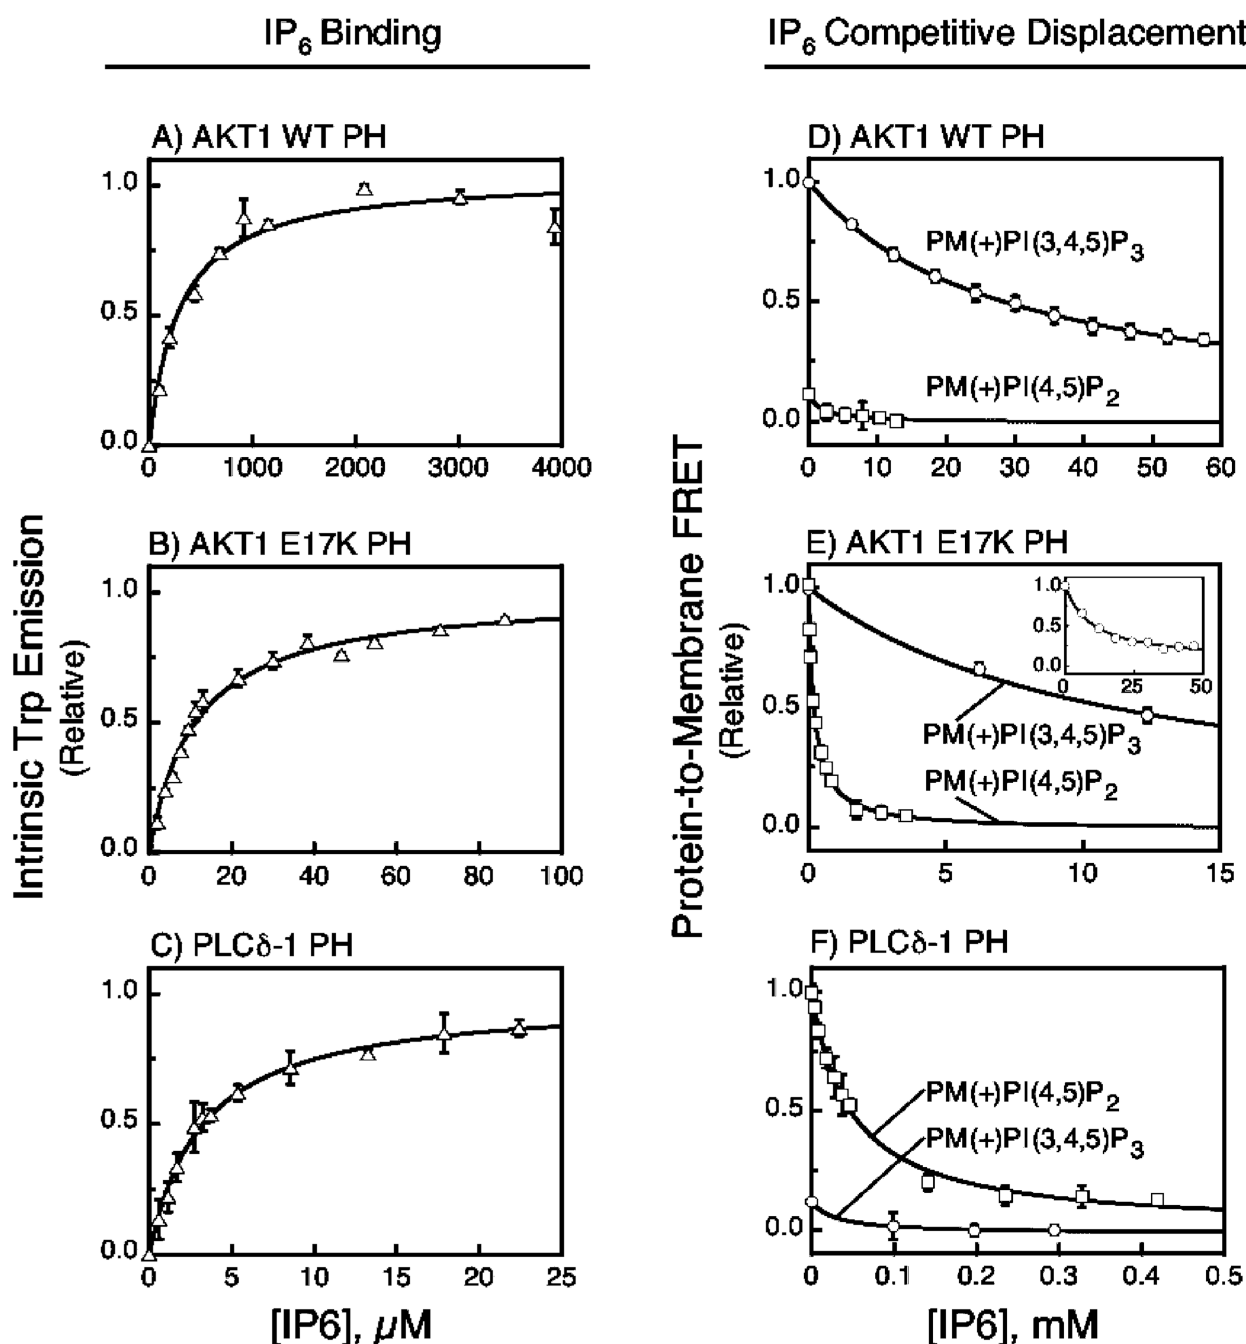 IP6 Binding
IP6 Competitive Displacement
A) AKT1 WT PH
1.0
0.5
0.0
0 1000 2000 3000 4000
B) AKT1 E17K PH
1.0
0.5
0.0
0 20 40 60 80 100
C) PLCδ-1 PH
1.0
0.5
0.0
0 5 10 15 20 25
Intrinsic Trp Emission
(Relative)
[IP6], µM
D) AKT1 WT PH
1.0
0.5
0.0
PM(+)PI(3,4,5)P3
PM(+)PI(4,5)P2
0 10 20 30 40 50 60
E) AKT1 E17K PH
1.0
0.5
0.0
1.0
0.5
0.0
0 25 50
PM(+)PI(3,4,5)P3
PM(+)PI(4,5)P2
0 5 10 15
F) PLCδ-1 PH
1.0
0.5
0.0
PM(+)PI(4,5)P2
PM(+)PI(3,4,5)P3
0 0.1 0.2 0.3 0.4 0.5
Protein-to-Membrane FRET
(Relative)
[IP6], mM